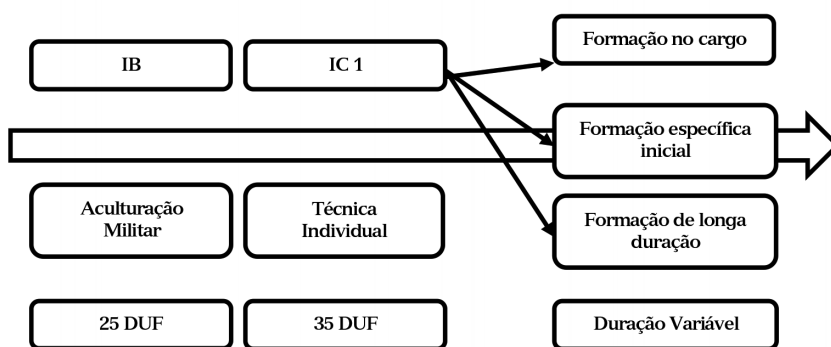 IB
IC 1
Formação no cargo
Formação específica
inicial
Aculturação
Militar
Técnica
Individual
Formação de longa
duração
25 DUF
35 DUF
Duração Variável